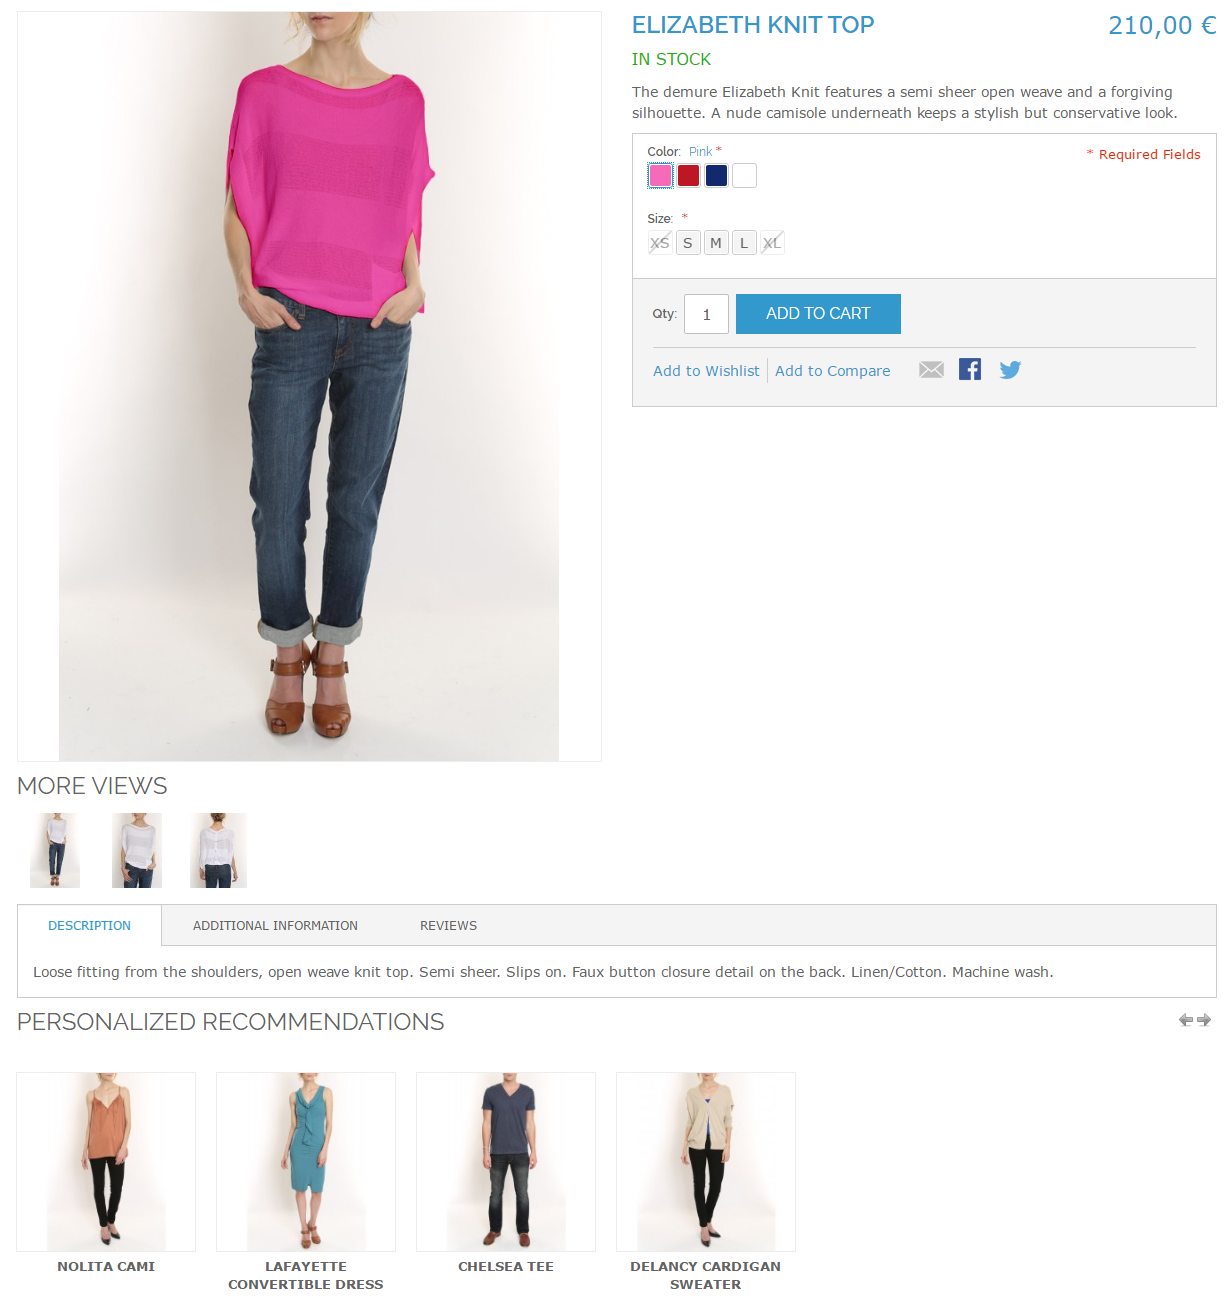 ELIZABETH KNIT TOP
210,00 €
IN STOCK
The demure Elizabeth Knit features a semi sheer open weave and a forgiving
silhouette. A nude camisole underneath keeps a stylish but conservative look.
Color: Pink *
* Required Fields
Size: *
XS S M L XL
Qty: 1 ADD TO CART
Add to Wishlist Add to Compare
MORE VIEWS
DESCRIPTION ADDITIONAL INFORMATION REVIEWS
Loose fitting from the shoulders, open weave knit top. Semi sheer. Slips on. Faux button closure detail on the back. Linen/Cotton. Machine wash.
PERSONALIZED RECOMMENDATIONS
NOLITA CAMI
LAFAYETTE
CONVERTIBLE DRESS
CHELSEA TEE
DELANCY CARDIGAN
SWEATER